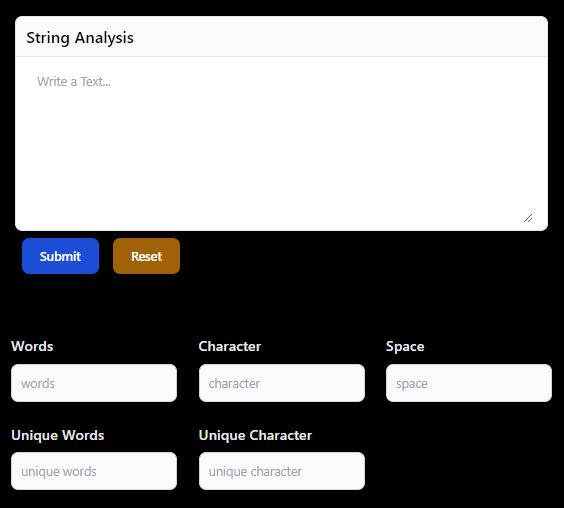 String Analysis
Write a Text...
Submit Reset
Words Character Space
words character space
Unique Words Unique Character
unique words unique character